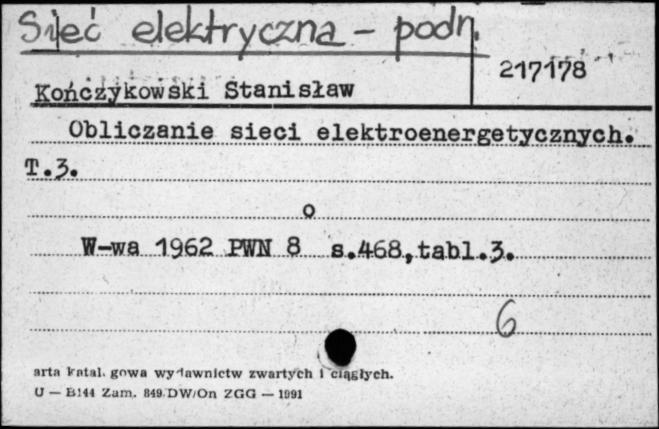 Sieć elektryczna - podr.
217178
Kończykowski Stanisław
Obliczanie sieci elektroenergetycznych.
T.3.
o
W-wa 1962 PWN 8 s.468,tabl.3.
6
arta katal. gowa wydawnictw zwartych i ciągłych.
U — B144 Zam. 849/DW/On ZGG — 1991